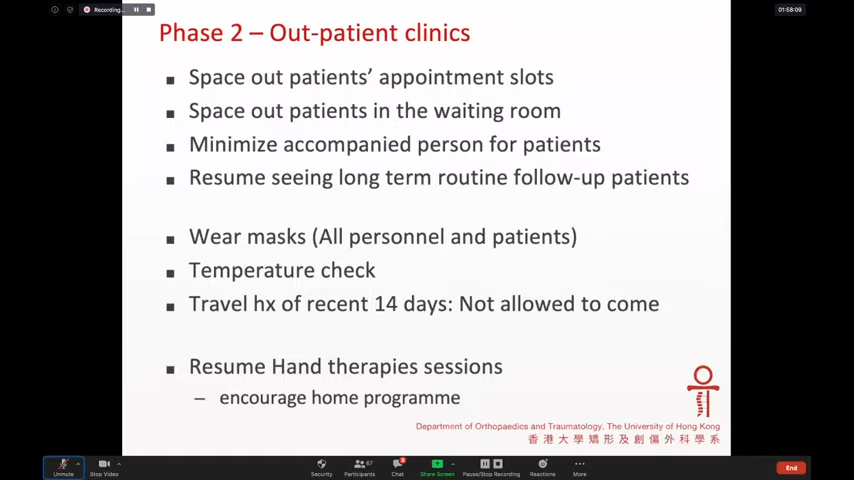 Recording...
01:58:09
Phase 2 – Out-patient clinics
▪ Space out patients' appointment slots
▪ Space out patients in the waiting room
▪ Minimize accompanied person for patients
▪ Resume seeing long term routine follow-up patients
▪ Wear masks (All personnel and patients)
▪ Temperature check
▪ Travel hx of recent 14 days: Not allowed to come
▪ Resume Hand therapies sessions
– encourage home programme
Department of Orthopaedics and Traumatology, The University of Hong Kong
香港大學矯形及創傷外科學系
Unmute
Stop Video
Security
Participants 67
Chat 3
Share Screen
Pause/Stop Recording
Reactions
More
End